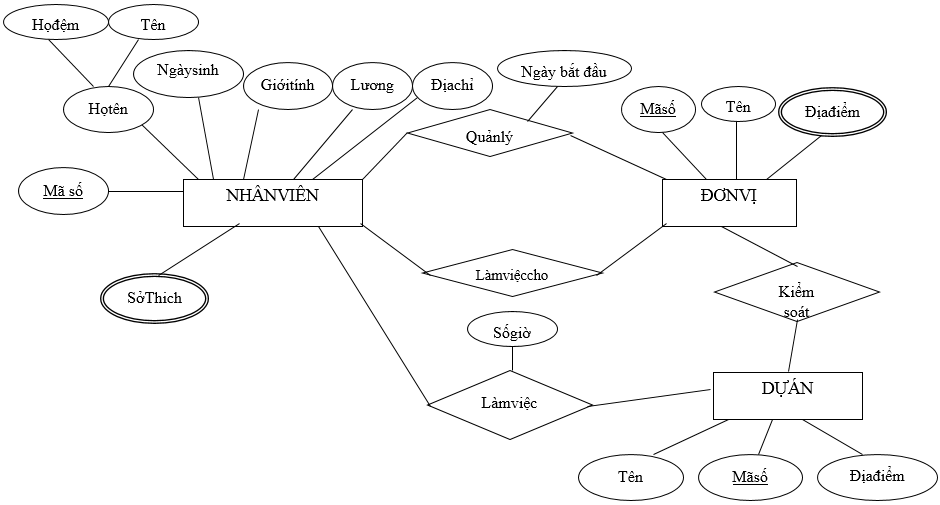 Họđệm
Tên
Ngàysinh
Giớitính
Lương
Địachỉ
Ngày bắt đầu
Họtên
Quảnlý
Mãsố
Tên
Địađiểm
Mã số
NHÂNVIÊN
ĐƠNVỊ
SởThich
Làmviệccho
Kiểm
soát
Sốgiờ
Làmviệc
DỰÁN
Tên
Mãsố
Địađiểm